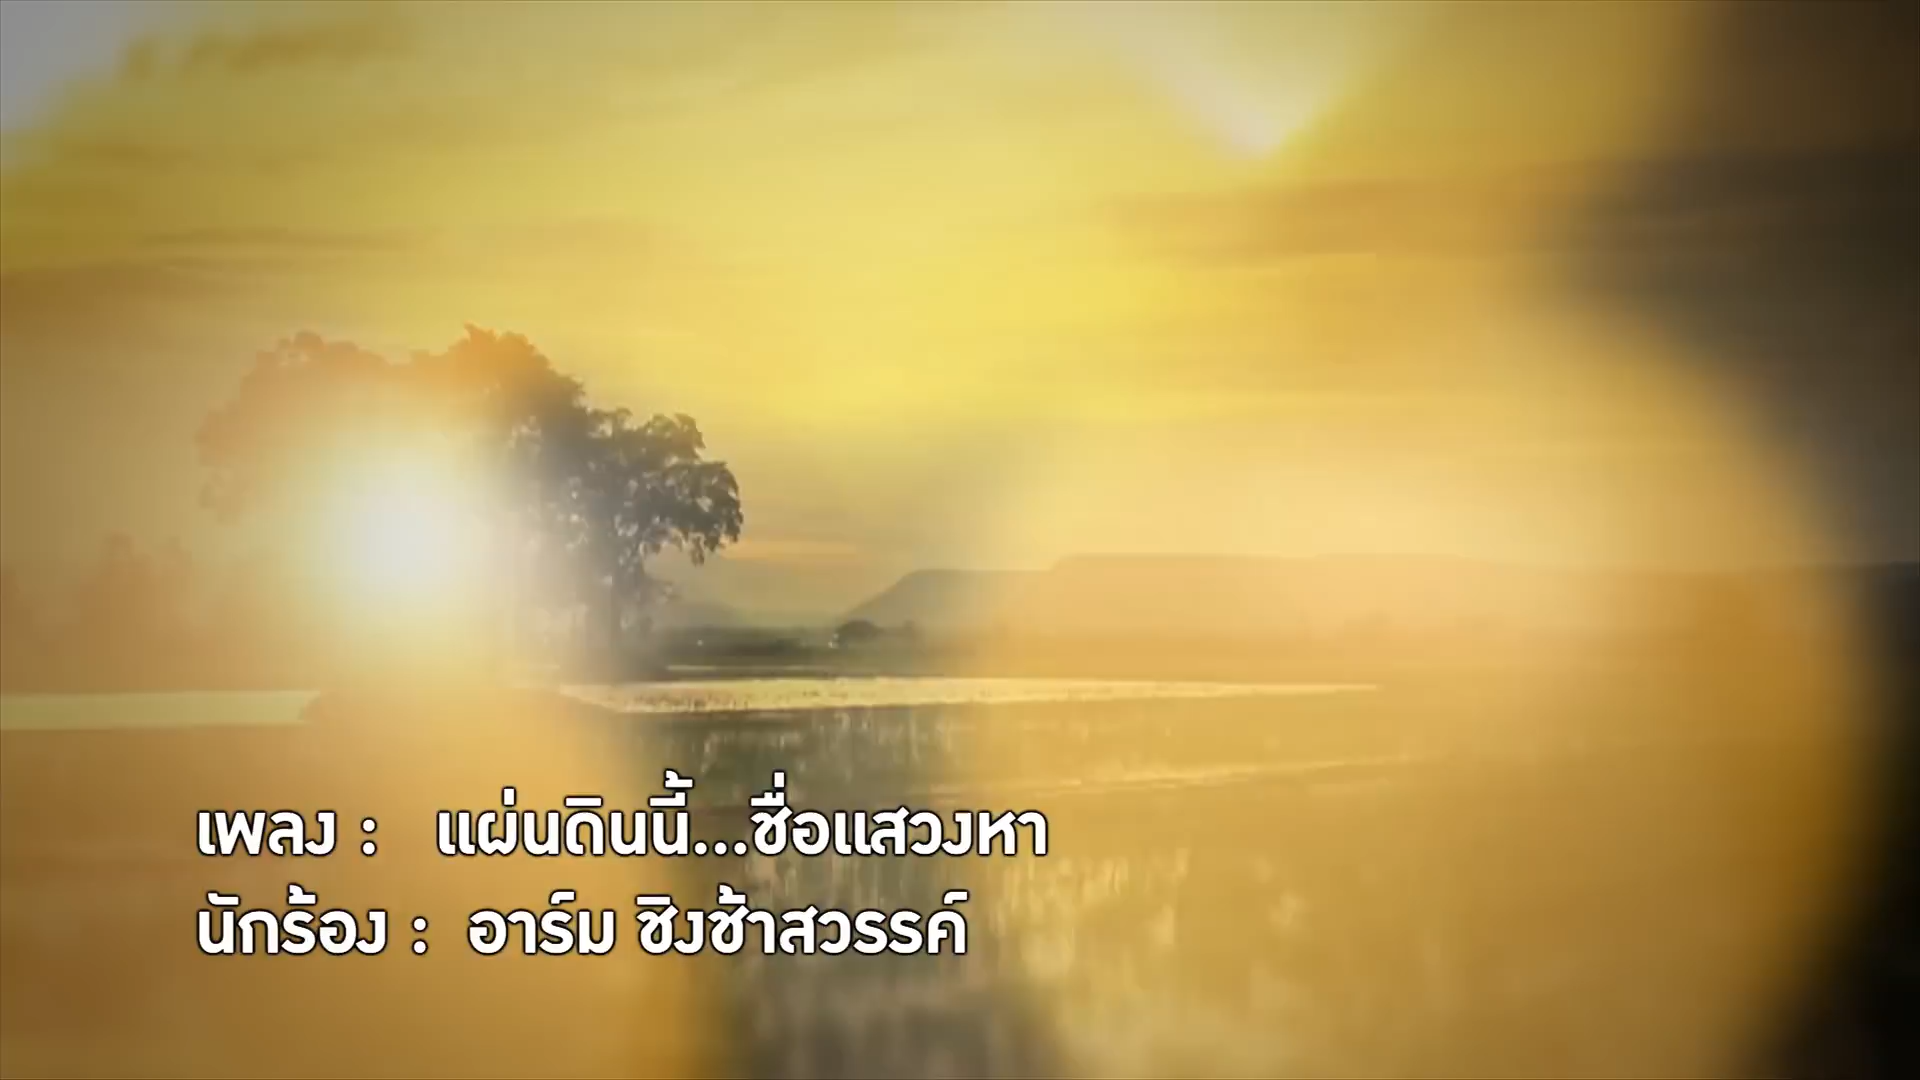 เพลง : แผ่นดินนี้...ชื่อแสวงหา
นักร้อง : อาร์ม ชิงช้าสวรรค์